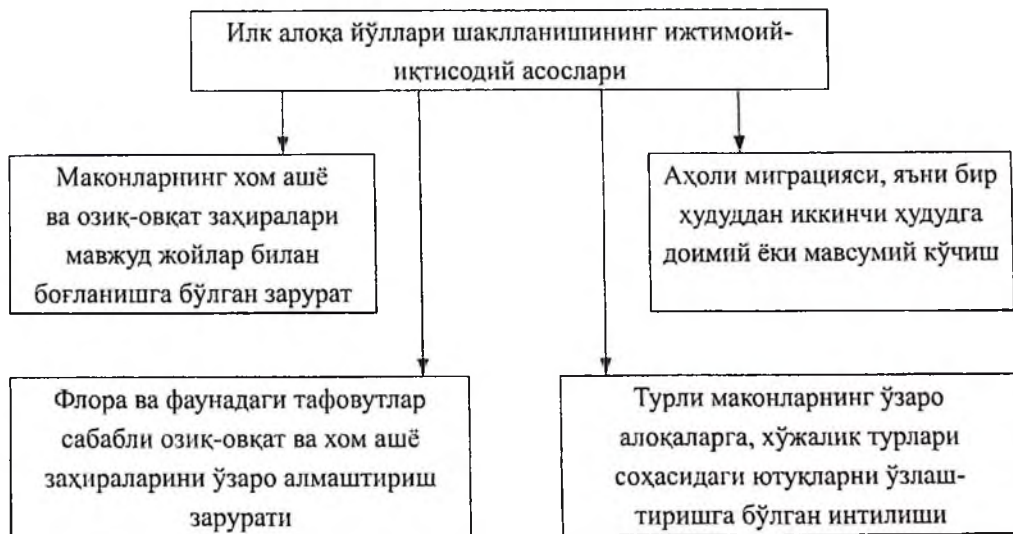 Илк алоқа йўллари шаклланишининг ижтимоий-
иқтисодий асослари
Маконларнинг хом ашё
ва озиқ-овқат заҳиралари
мавжуд жойлар билан
боғланишга бўлган зарурат
Аҳоли миграцияси, яъни бир
ҳудуддан иккинчи ҳудудга
доимий ёки мавсумий кўчиш
Флора ва фаунадаги тафовутлар
сабабли озиқ-овқат ва хом ашё
заҳираларини ўзаро алмаштириш
зарурати
Турли маконларнинг ўзаро
алоқаларга, хўжалик турлари
соҳасидаги ютуқларни ўзлаш-
тиришга бўлган интилиши